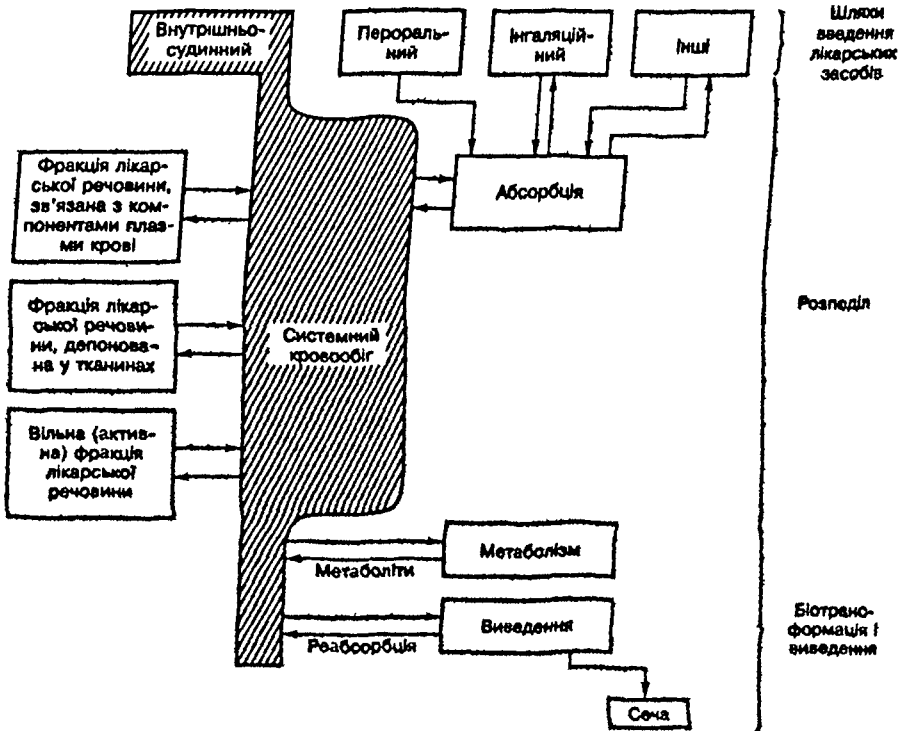 Внутрішньо-
судинний
Перораль-
ний
Інгаляцій-
ний
Інші
Шляхи
введення
лікарських
засобів
Фракція лікар-
ської речовини,
зв'язана з ком-
понентами плаз-
ми крові
Абсорбція
Фракція лікар-
ської речови-
ни, депонова-
на у тканинах
Системний
кровообіг
Розподіл
Вільна (актив-
на) фракція
лікарської
речовини
Метаболізм
Метаболіти
Виведення
Реабсорбція
Біотранс-
формація і
виведення
Сеча